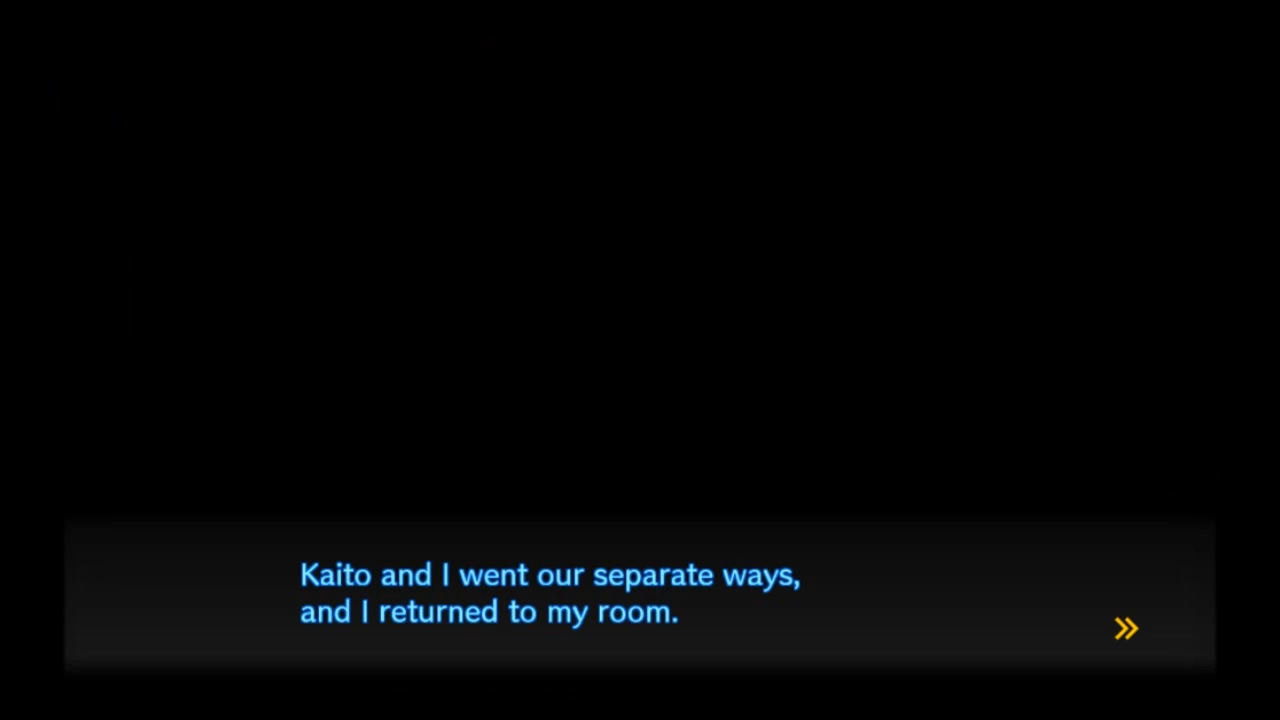 Kaito and I went our separate ways,
and I returned to my room.